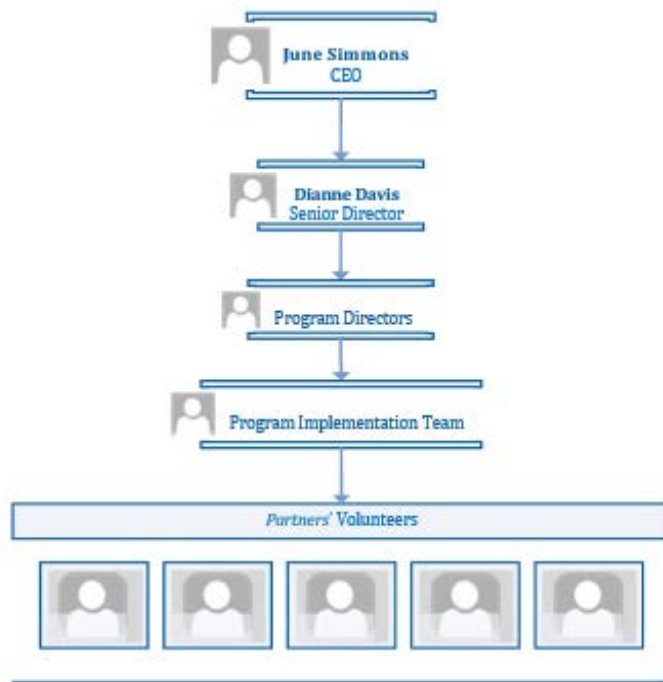 June Simmons
CEO
Dianne Davis
Senior Director
Program Directors
Program Implementation Team
Partners' Volunteers